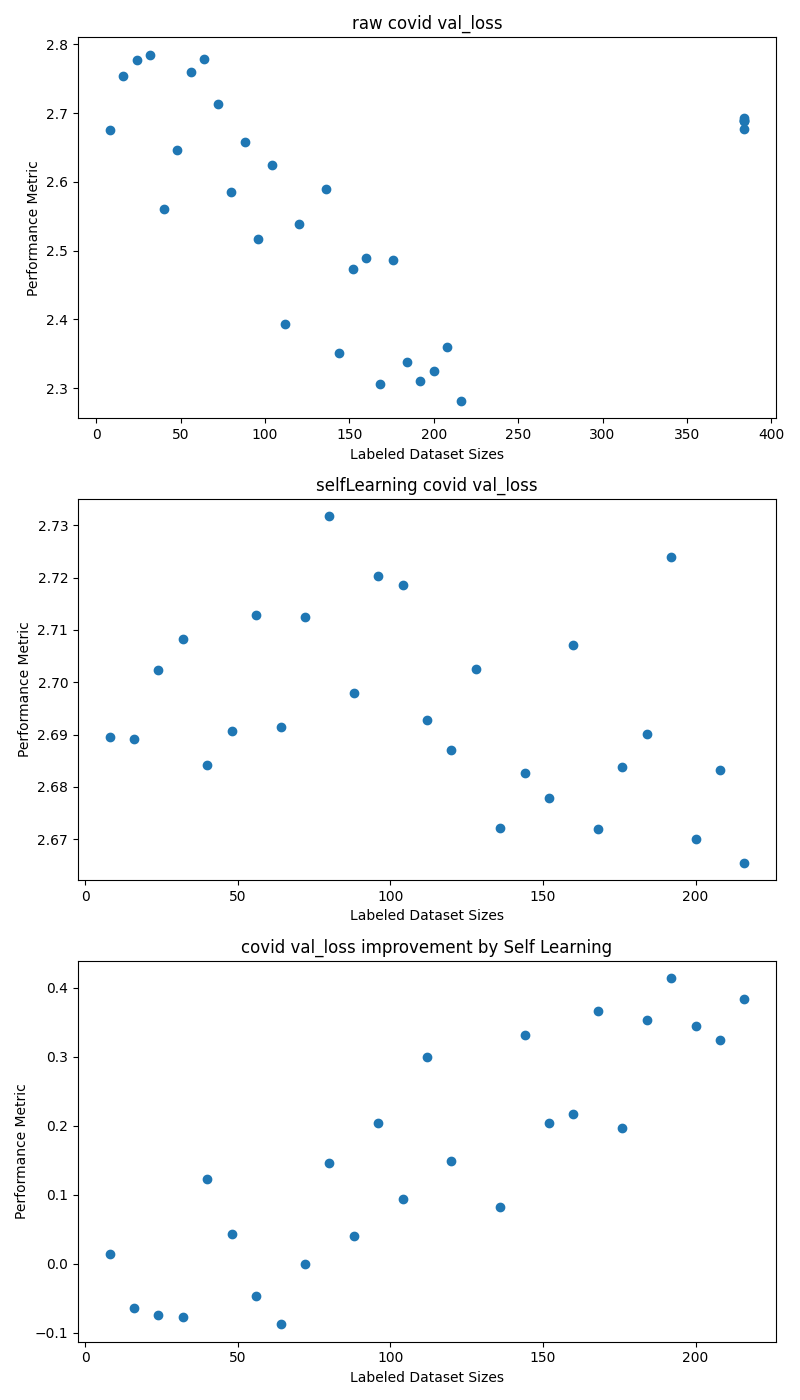 raw covid val_loss
Performance Metric
2.8
2.7
2.6
2.5
2.4
2.3
0 50 100 150 200 250 300 350 400
Labeled Dataset Sizes
selfLearning covid val_loss
Performance Metric
2.73
2.72
2.71
2.70
2.69
2.68
2.67
0 50 100 150 200
Labeled Dataset Sizes
covid val_loss improvement by Self Learning
Performance Metric
0.4
0.3
0.2
0.1
0.0
−0.1
0 50 100 150 200
Labeled Dataset Sizes